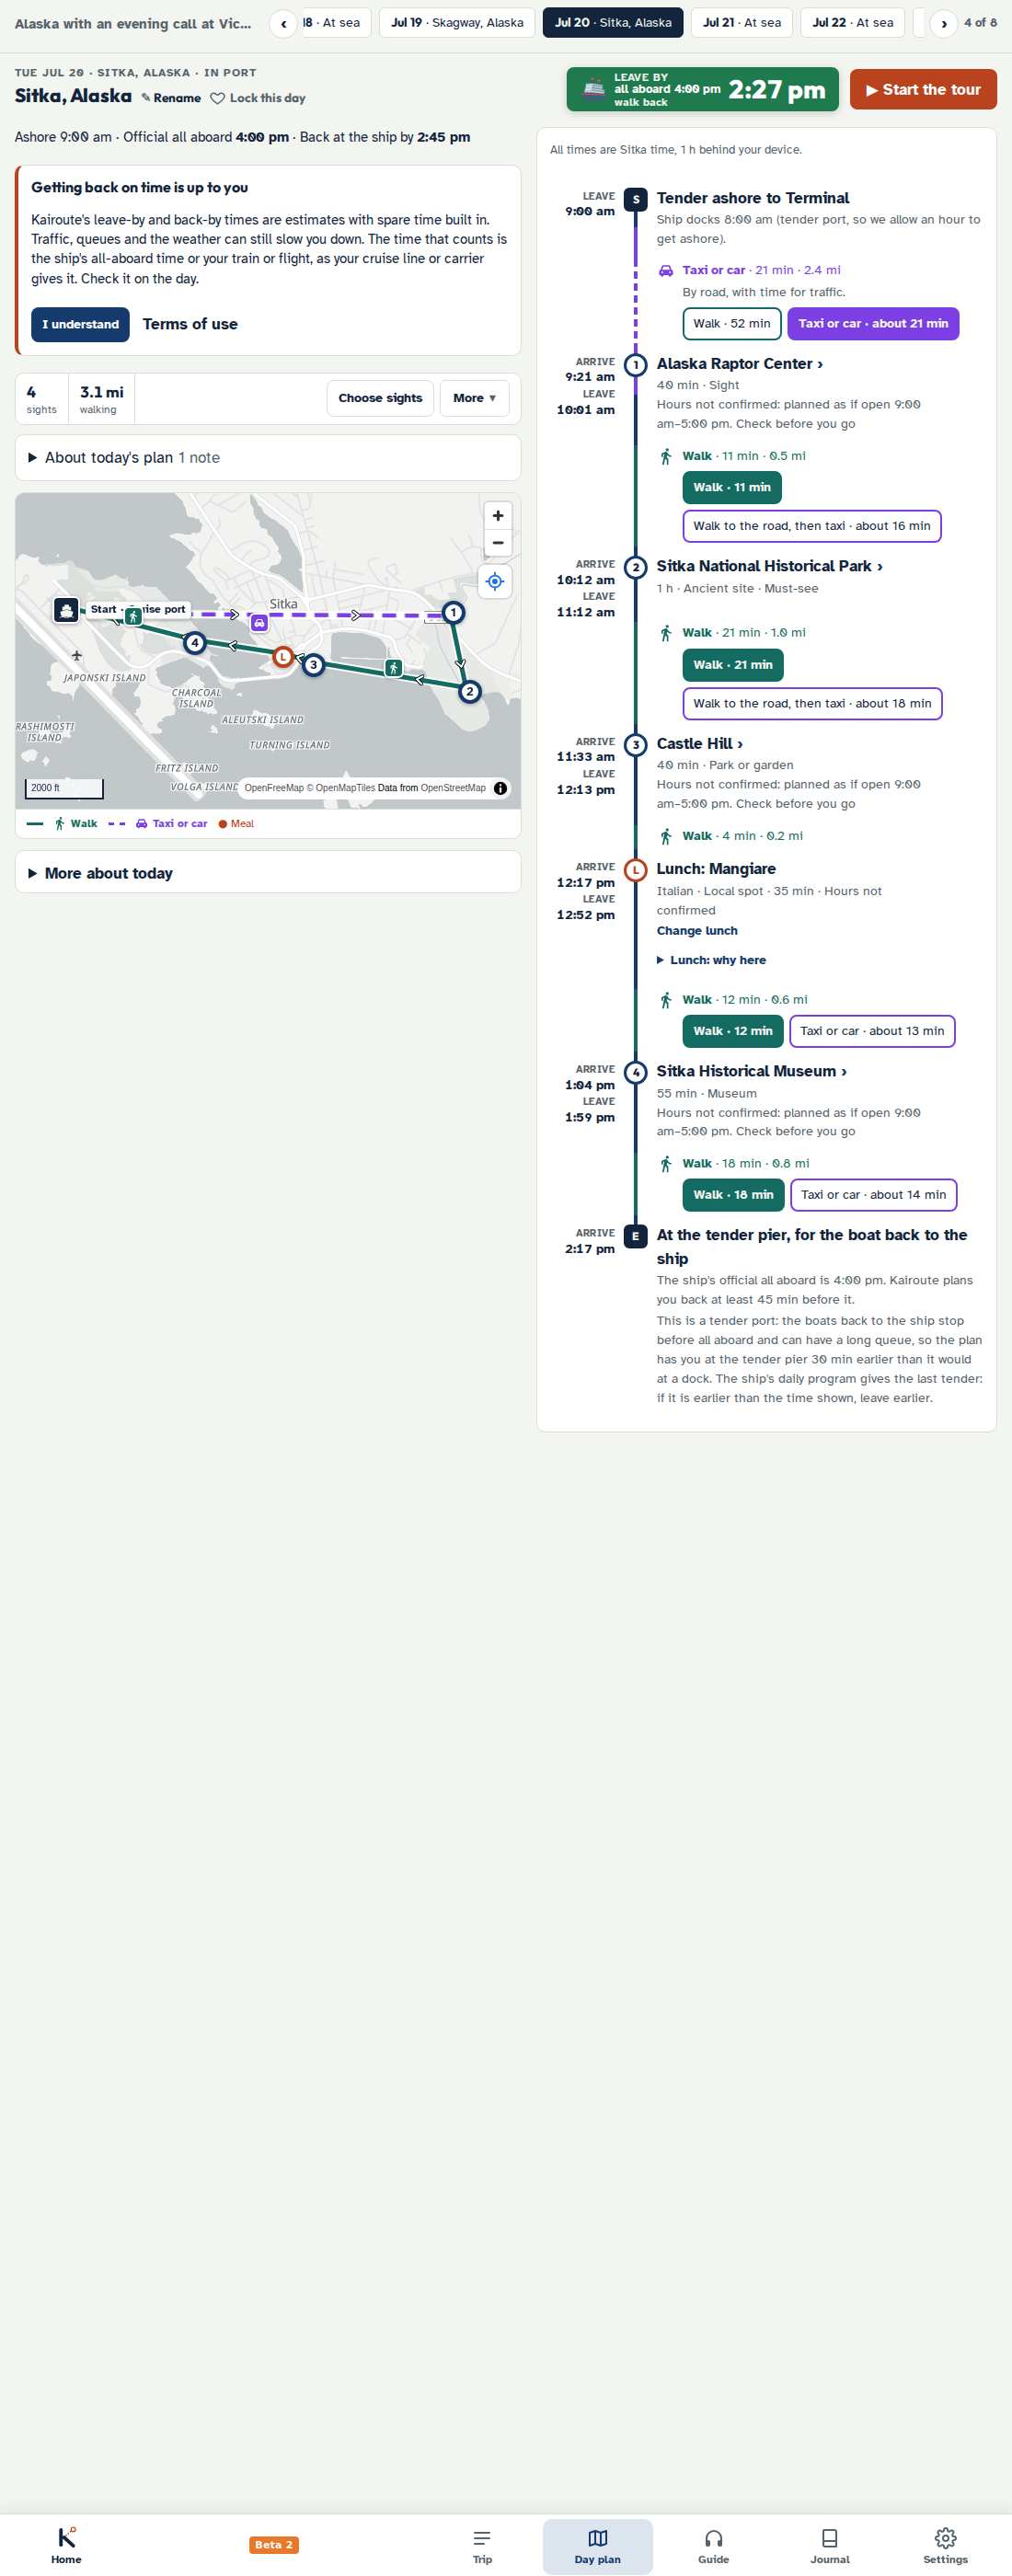 Alaska with an evening call at Vic...
‹
18 · At sea
Jul 19 · Skagway, Alaska
Jul 20 · Sitka, Alaska
Jul 21 · At sea
Jul 22 · At sea
›
4 of 8
TUE JUL 20 · SITKA, ALASKA · IN PORT
Sitka, Alaska
✎ Rename
Lock this day
LEAVE BY
all aboard 4:00 pm
walk back
2:27 pm
▶ Start the tour
Ashore 9:00 am · Official all aboard 4:00 pm · Back at the ship by 2:45 pm
Getting back on time is up to you
Kairoute's leave-by and back-by times are estimates with spare time built in.
Traffic, queues and the weather can still slow you down. The time that counts is
the ship's all-aboard time or your train or flight, as your cruise line or carrier
gives it. Check it on the day.
I understand
Terms of use
4
sights
3.1 mi
walking
Choose sights
More ▼
▶ About today's plan 1 note
Sitka
Start · 
ise port
1
2
3
4
L
JAPONSKI ISLAND
CHARCOAL
ISLAND
ALEUTSKI ISLAND
RASHIMOSTI
ISLAND
TURNING ISLAND
FRITZ ISLAND
VOLGA ISLAND
2000 ft
OpenFreeMap © OpenMapTiles Data from OpenStreetMap
+
−
Walk
Taxi or car
Meal
▶ More about today
All times are Sitka time, 1 h behind your device.
LEAVE
9:00 am
S
Tender ashore to Terminal
Ship docks 8:00 am (tender port, so we allow an hour to
get ashore).
Taxi or car · 21 min · 2.4 mi
By road, with time for traffic.
Walk · 52 min
Taxi or car · about 21 min
ARRIVE
9:21 am
LEAVE
10:01 am
1
Alaska Raptor Center ›
40 min · Sight
Hours not confirmed: planned as if open 9:00
am–5:00 pm. Check before you go
Walk · 11 min · 0.5 mi
Walk · 11 min
Walk to the road, then taxi · about 16 min
ARRIVE
10:12 am
LEAVE
11:12 am
2
Sitka National Historical Park ›
1 h · Ancient site · Must-see
Walk · 21 min · 1.0 mi
Walk · 21 min
Walk to the road, then taxi · about 18 min
ARRIVE
11:33 am
LEAVE
12:13 pm
3
Castle Hill ›
40 min · Park or garden
Hours not confirmed: planned as if open 9:00
am–5:00 pm. Check before you go
Walk · 4 min · 0.2 mi
ARRIVE
12:17 pm
LEAVE
12:52 pm
L
Lunch: Mangiare
Italian · Local spot · 35 min · Hours not
confirmed
Change lunch
▶ Lunch: why here
Walk · 12 min · 0.6 mi
Walk · 12 min
Taxi or car · about 13 min
ARRIVE
1:04 pm
LEAVE
1:59 pm
4
Sitka Historical Museum ›
55 min · Museum
Hours not confirmed: planned as if open 9:00
am–5:00 pm. Check before you go
Walk · 18 min · 0.8 mi
Walk · 18 min
Taxi or car · about 14 min
ARRIVE
2:17 pm
E
At the tender pier, for the boat back to the
ship
The ship's official all aboard is 4:00 pm. Kairoute plans
you back at least 45 min before it.
This is a tender port: the boats back to the ship stop
before all aboard and can have a long queue, so the plan
has you at the tender pier 30 min earlier than it would
at a dock. The ship's daily program gives the last tender:
if it is earlier than the time shown, leave earlier.
Home
Beta 2
Trip
Day plan
Guide
Journal
Settings